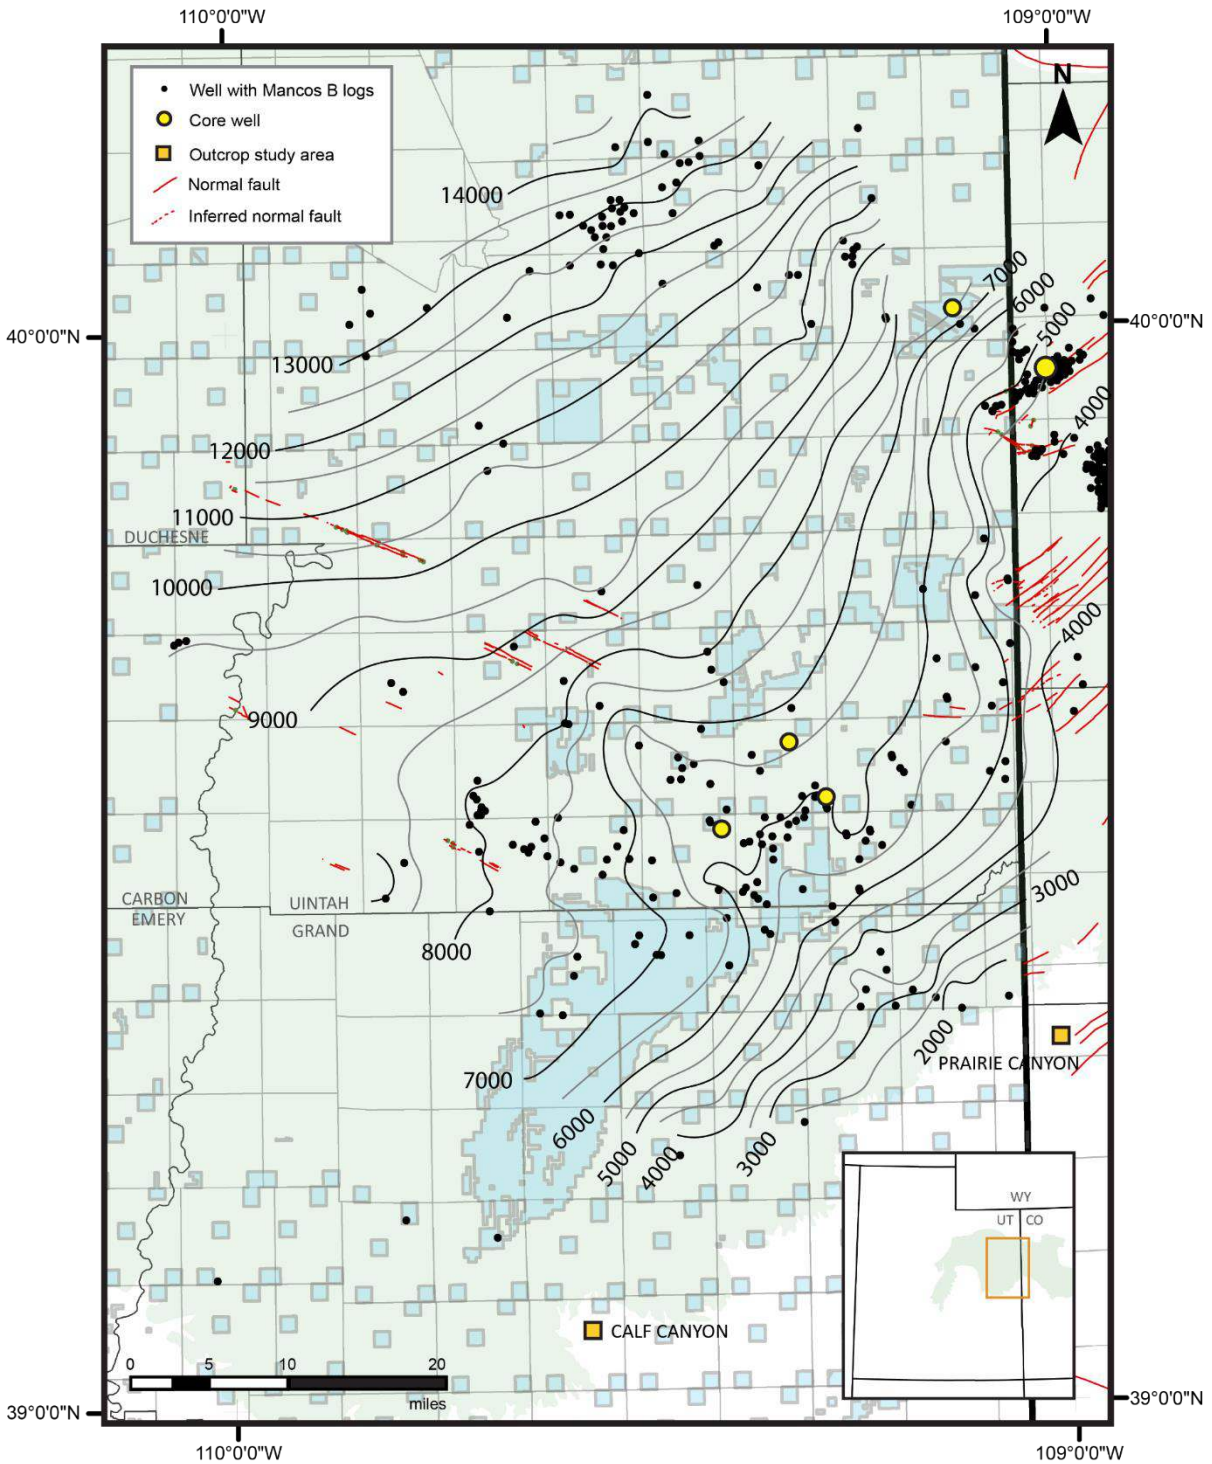 110°0'0"W
109°0'0"W
Well with Mancos B logs
Core well
Outcrop study area
Normal fault
Inferred normal fault
N
14000
7000
6000
5000
40°0'0"N
40°0'0"N
13000
4000
12000
11000
DUCHESNE
10000
4000
9000
CARBON
EMERY
UINTAH
GRAND
3000
8000
2000
PRAIRIE CANYON
7000
6000
5000
4000
3000
WY
UT
CO
CALF CANYON
0
5
10
20
miles
39°0'0"N
39°0'0"N
110°0'0"W
109°0'0"W